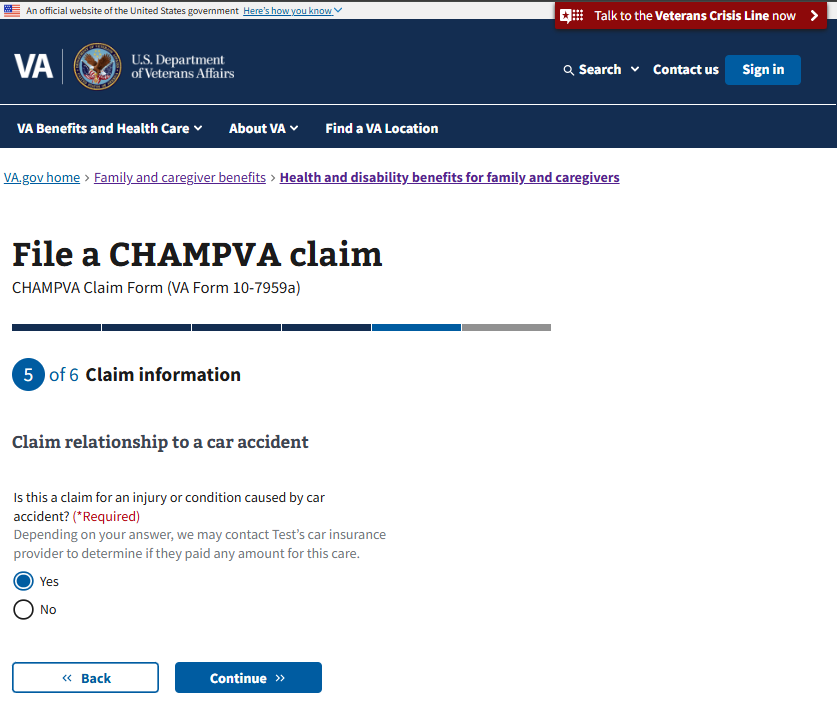 An official website of the United States government Here's how you know
Talk to the Veterans Crisis Line now
VA
U.S. Department
of Veterans Affairs
Search
Contact us
Sign in
VA Benefits and Health Care
About VA
Find a VA Location
VA.gov home › Family and caregiver benefits › Health and disability benefits for family and caregivers
File a CHAMPVA claim
CHAMPVA Claim Form (VA Form 10-7959a)
5 of 6 Claim information
Claim relationship to a car accident
Is this a claim for an injury or condition caused by car
accident? (*Required)
Depending on your answer, we may contact Test's car insurance
provider to determine if they paid any amount for this care.
Yes
No
« Back
Continue »